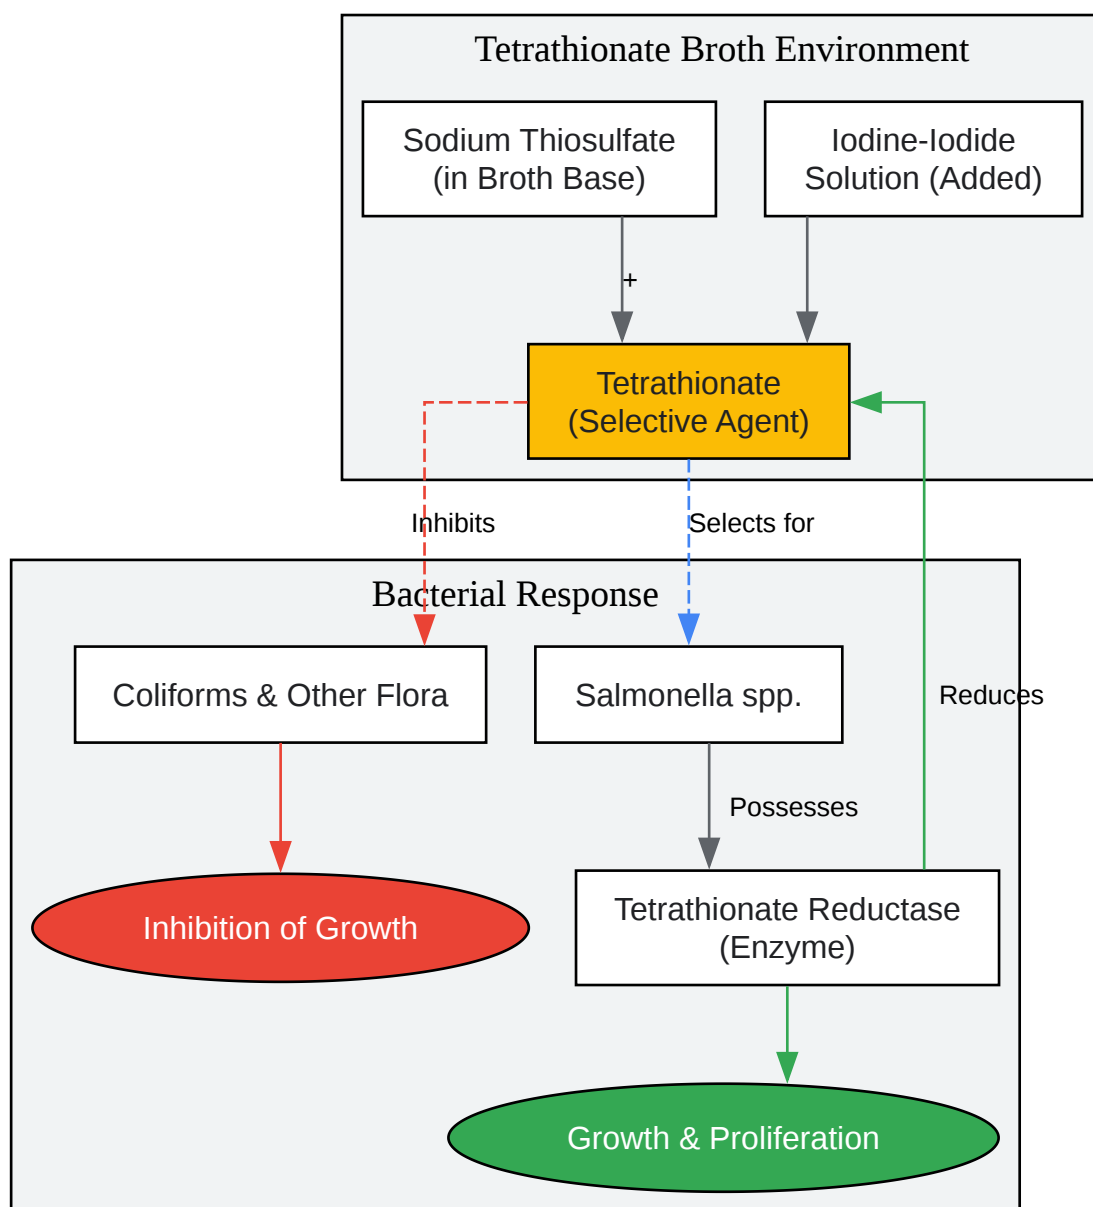 Tetrathionate Broth Environment
Sodium Thiosulfate
(in Broth Base)
Iodine-Iodide
Solution (Added)
+
Tetrathionate
(Selective Agent)
Inhibits
Selects for
Bacterial Response
Coliforms & Other Flora
Salmonella spp.
Reduces
Possesses
Tetrathionate Reductase
(Enzyme)
Inhibition of Growth
Growth & Proliferation